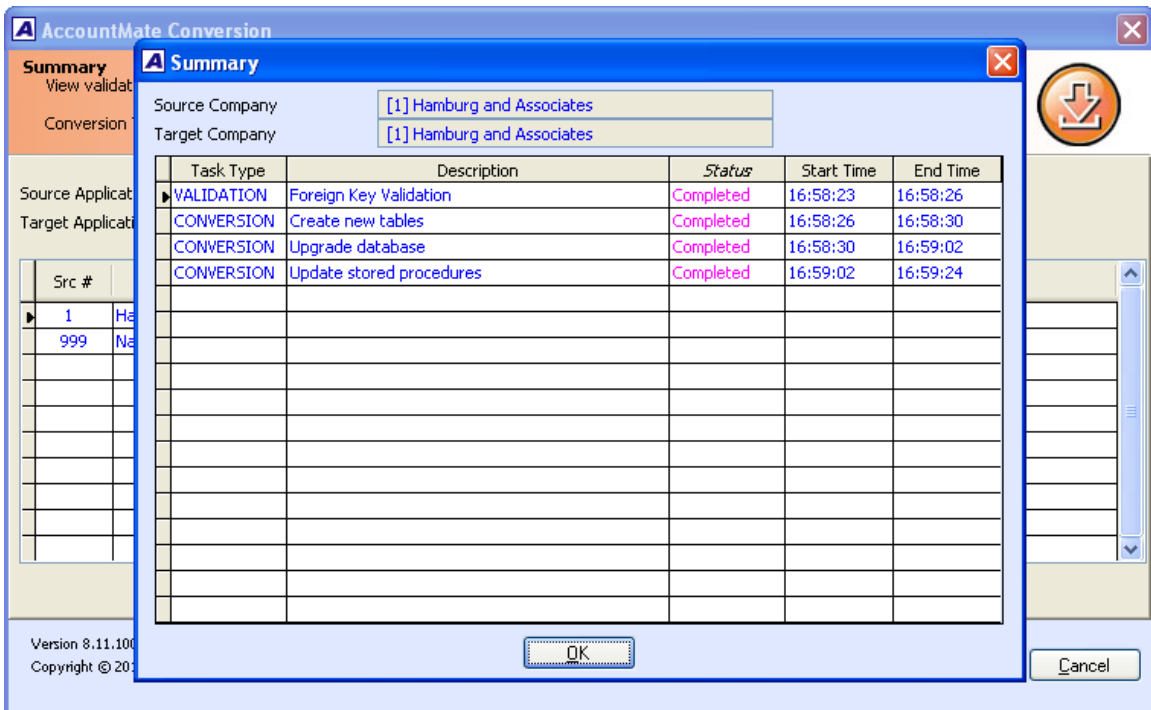 AccountMate Conversion
Summary
View validat
Conversion
Source Applicat
Target Applicati
Src #
1 Ha
999 Na
Version 8.11.100
Copyright © 201
Cancel
Summary
Source Company [1] Hamburg and Associates
Target Company [1] Hamburg and Associates
Task Type Description Status Start Time End Time
VALIDATION Foreign Key Validation Completed 16:58:23 16:58:26
CONVERSION Create new tables Completed 16:58:26 16:58:30
CONVERSION Upgrade database Completed 16:58:30 16:59:02
CONVERSION Update stored procedures Completed 16:59:02 16:59:24
OK